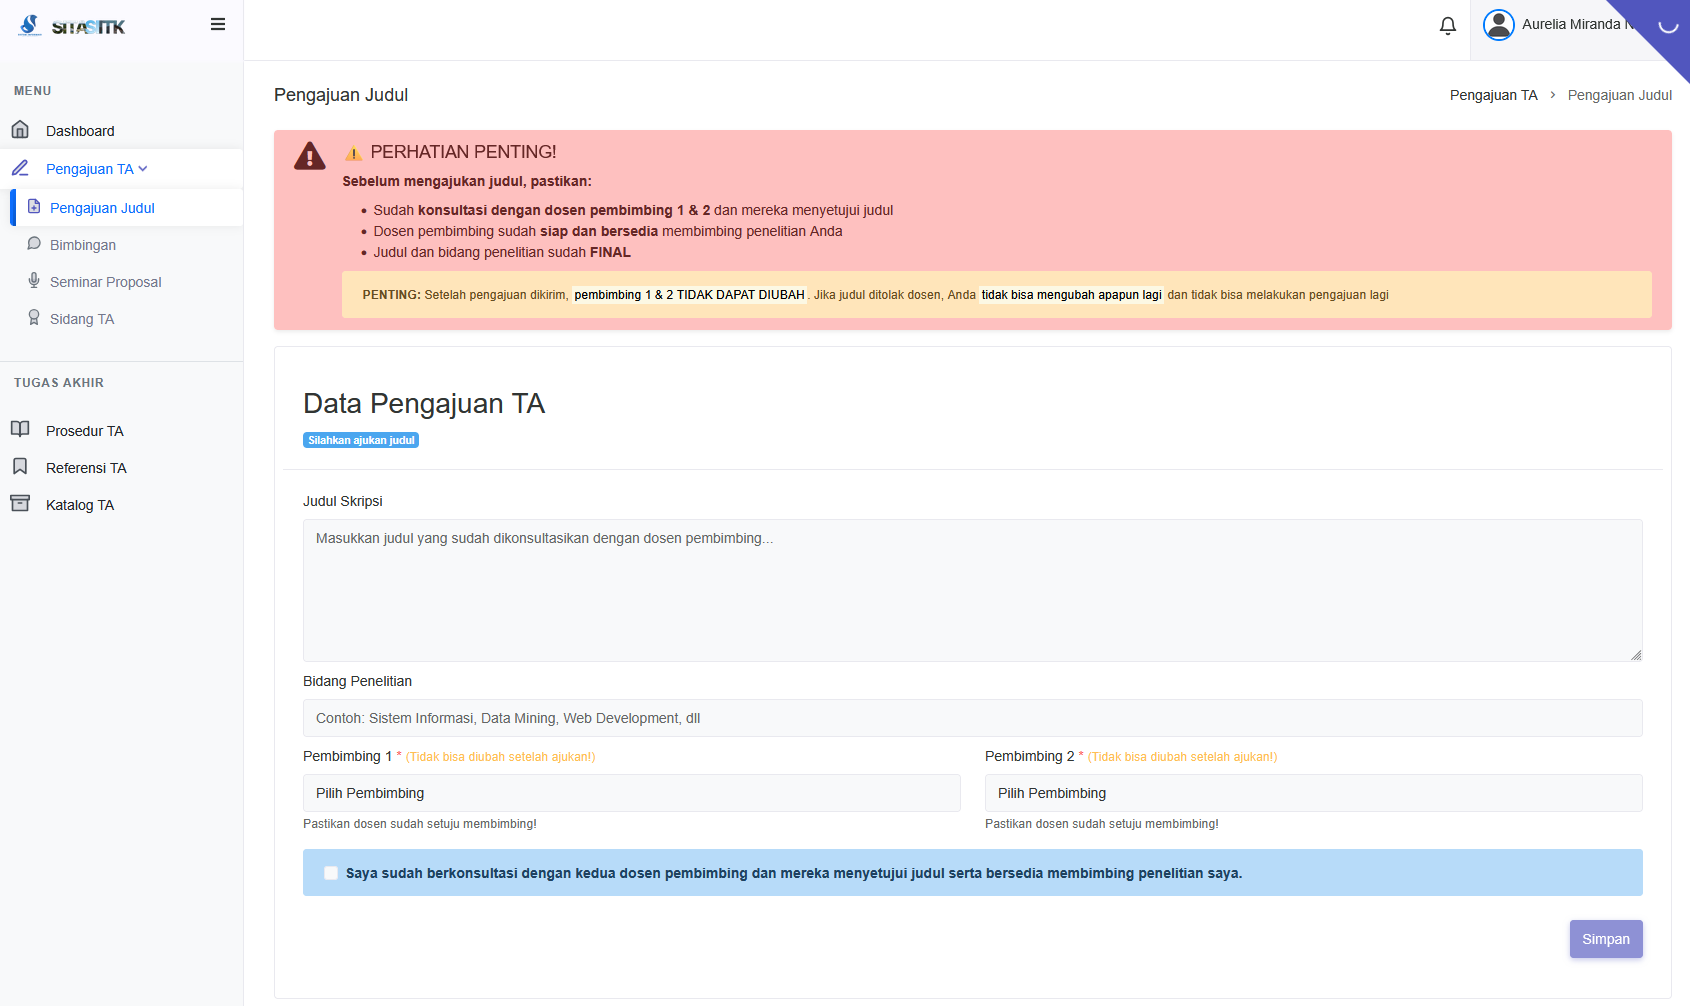 SITASITK
Aurelia Miranda
MENU
Dashboard
Pengajuan TA
Pengajuan Judul
Bimbingan
Seminar Proposal
Sidang TA
TUGAS AKHIR
Prosedur TA
Referensi TA
Katalog TA
Pengajuan Judul
Pengajuan TA > Pengajuan Judul
PERHATIAN PENTING!
Sebelum mengajukan judul, pastikan:
• Sudah konsultasi dengan dosen pembimbing 1 & 2 dan mereka menyetujui judul
• Dosen pembimbing sudah siap dan bersedia membimbing penelitian Anda
• Judul dan bidang penelitian sudah FINAL
PENTING: Setelah pengajuan dikirim, pembimbing 1 & 2 TIDAK DAPAT DIUBAH. Jika judul ditolak dosen, Anda tidak bisa mengubah apapun lagi dan tidak bisa melakukan pengajuan lagi
Data Pengajuan TA
Silahkan ajukan judul
Judul Skripsi
Masukkan judul yang sudah dikonsultasikan dengan dosen pembimbing...
Bidang Penelitian
Contoh: Sistem Informasi, Data Mining, Web Development, dll
Pembimbing 1 * (Tidak bisa diubah setelah ajukan!)
Pilih Pembimbing
Pastikan dosen sudah setuju membimbing!
Pembimbing 2 * (Tidak bisa diubah setelah ajukan!)
Pilih Pembimbing
Pastikan dosen sudah setuju membimbing!
Saya sudah berkonsultasi dengan kedua dosen pembimbing dan mereka menyetujui judul serta bersedia membimbing penelitian saya.
Simpan